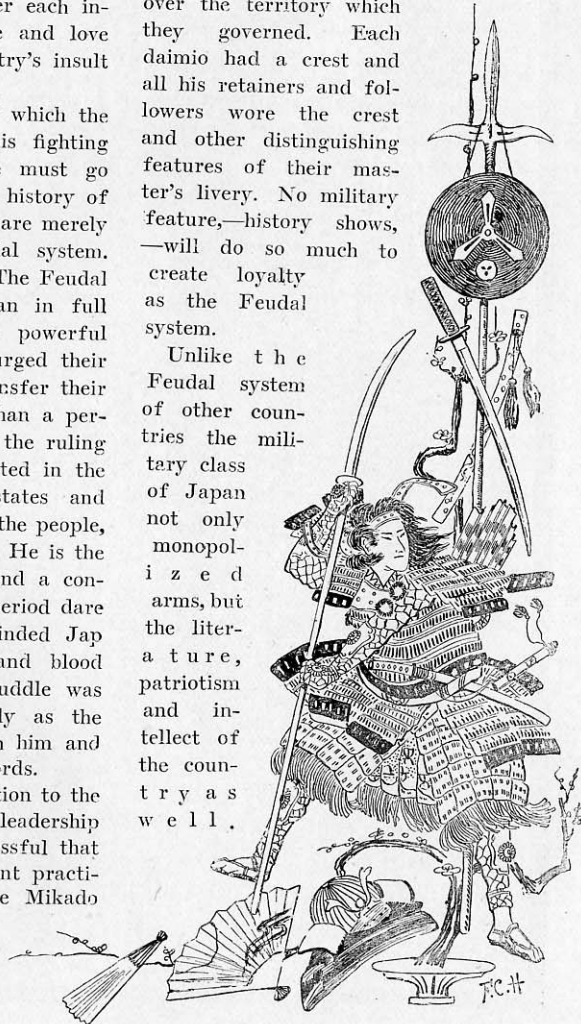 er each in-
e and love
try's insult
which the
is fighting
must go
history of
are merely
al system.
The Feudal
an in full
powerful
urged their
nsfer their
han a per-
the ruling
ted in the
states and
the people,
He is the
nd a con-
eriod dare
inded Jap
and blood
uddle was
ly as the
n him and
rds.
tion to the
leadership
ssful that
nt practi-
e Mikado
over the territory which
they governed. Each
daimio had a crest and
all his retainers and fol-
lowers wore the crest
and other distinguishing
features of their mas-
ter's livery. No military
feature,—history shows,
—will do so much to
create loyalty
as the Feudal
system.
Unlike the
Feudal system
of other coun-
tries the mili-
tary class
of Japan
not only
monopol-
ized
arms, but
the liter-
ature,
patriotism
and in-
tellect of
the coun-
try as
well.
F.C.H